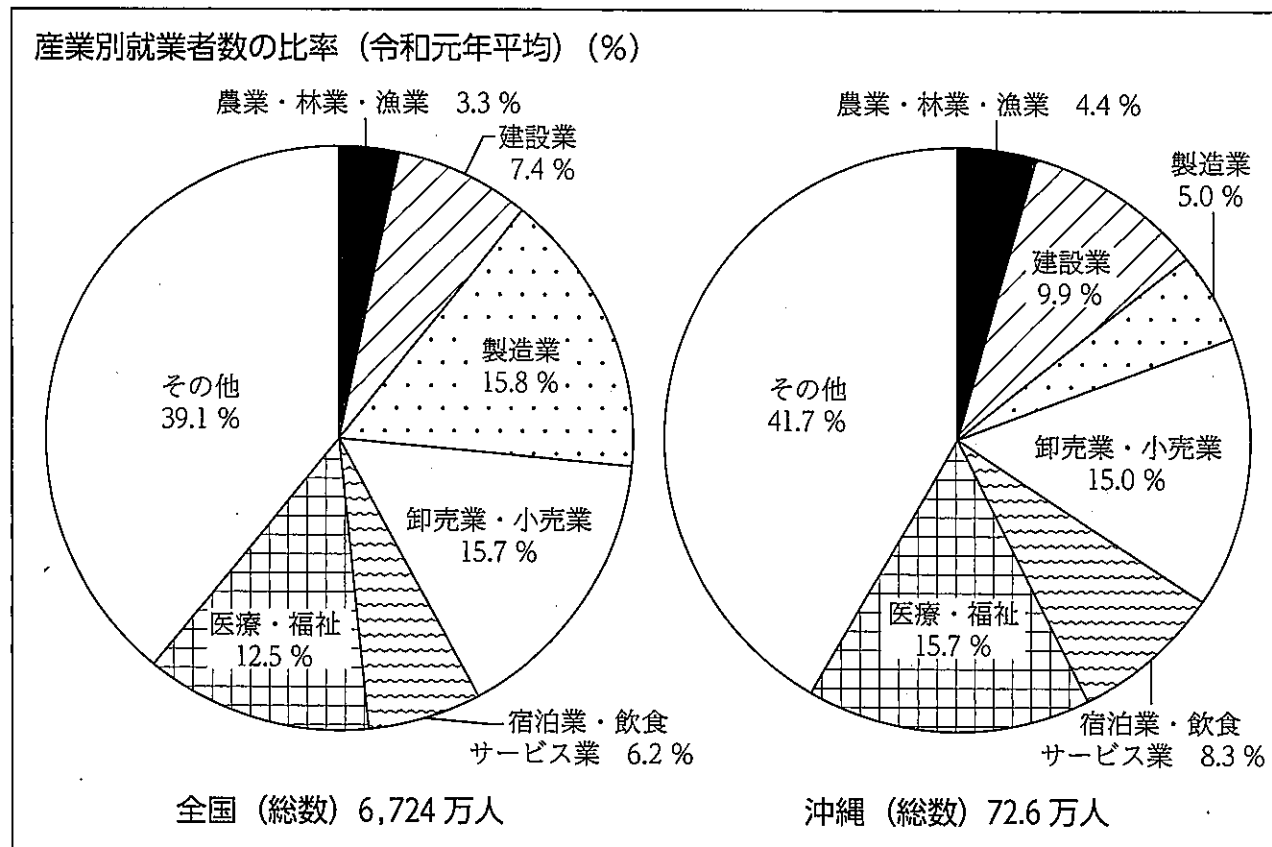 産業別就業者数の比率（令和元年平均）（%）
農業・林業・漁業　3.3 %
建設業
7.4 %
製造業
15.8 %
卸売業・小売業
15.7 %
宿泊業・飲食
サービス業　6.2 %
医療・福祉
12.5 %
その他
39.1 %
全国（総数）6,724 万人
農業・林業・漁業　4.4 %
建設業
9.9 %
製造業
5.0 %
卸売業・小売業
15.0 %
宿泊業・飲食
サービス業　8.3 %
医療・福祉
15.7 %
その他
41.7 %
沖縄（総数）72.6 万人